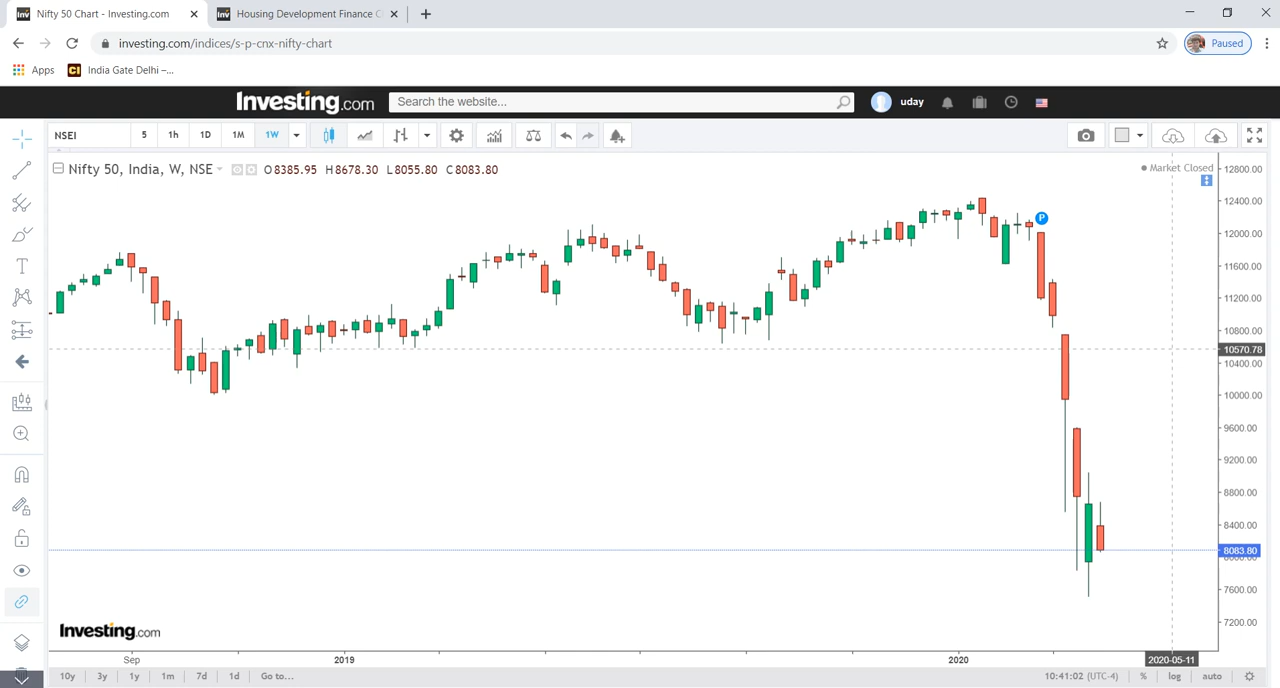 Nifty 50 Chart - Investing.com
Housing Development Finance C
investing.com/indices/s-p-cnx-nifty-chart
Paused
Apps
CI India Gate Delhi –...
Investing.com
Search the website...
uday
NSEI 5 1h 1D 1M 1W
Nifty 50, India, W, NSE O8385.95 H8678.30 L8055.80 C8083.80
Market Closed
P
12800.00
12400.00
12000.00
11600.00
11200.00
10800.00
10570.78
10400.00
10000.00
9600.00
9200.00
8800.00
8400.00
8083.80
8000.00
7600.00
7200.00
Investing.com
Sep 2019 2020 2020-05-11
10y 3y 1y 1m 7d 1d Go to... 10:41:02 (UTC-4) % log auto